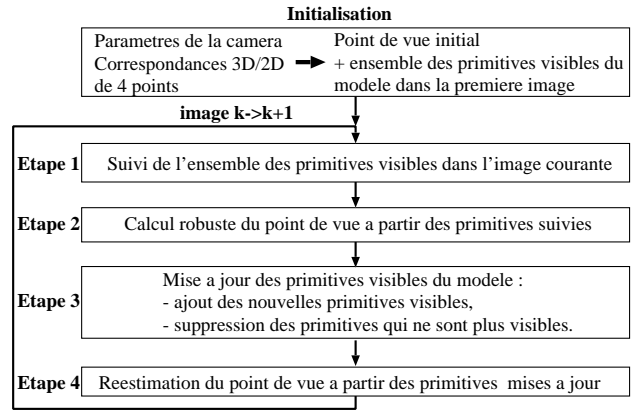 Initialisation
Parametres de la camera
Correspondances 3D/2D
de 4 points
Point de vue initial
+ ensemble des primitives visibles du
modele dans la premiere image
image k->k+1
Etape 1
Suivi de l'ensemble des primitives visibles dans l'image courante
Etape 2
Calcul robuste du point de vue a partir des primitives suivies
Etape 3
Mise a jour des primitives visibles du modele :
- ajout des nouvelles primitives visibles,
- suppression des primitives qui ne sont plus visibles.
Etape 4
Reestimation du point de vue a partir des primitives mises a jour